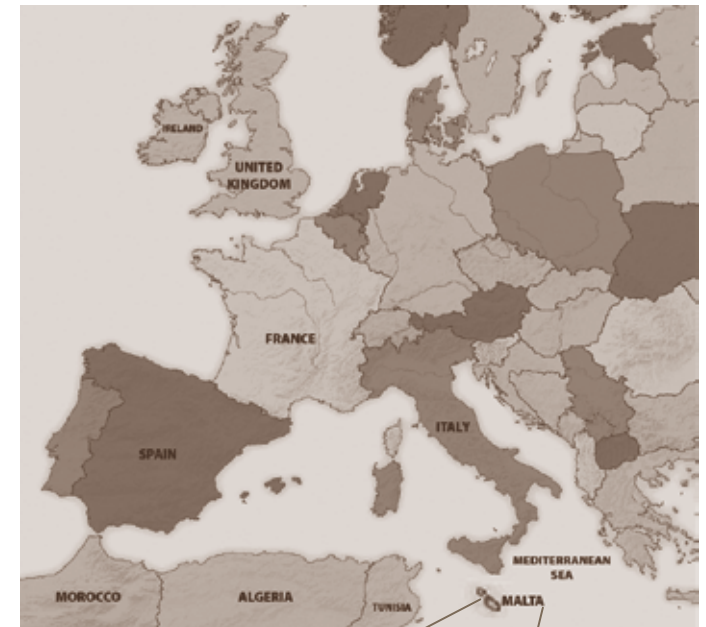 IRELAND
UNITED
KINGDOM
FRANCE
SPAIN
ITALY
MEDITERRANEAN
SEA
MOROCCO
ALGERIA
TUNISIA
MALTA